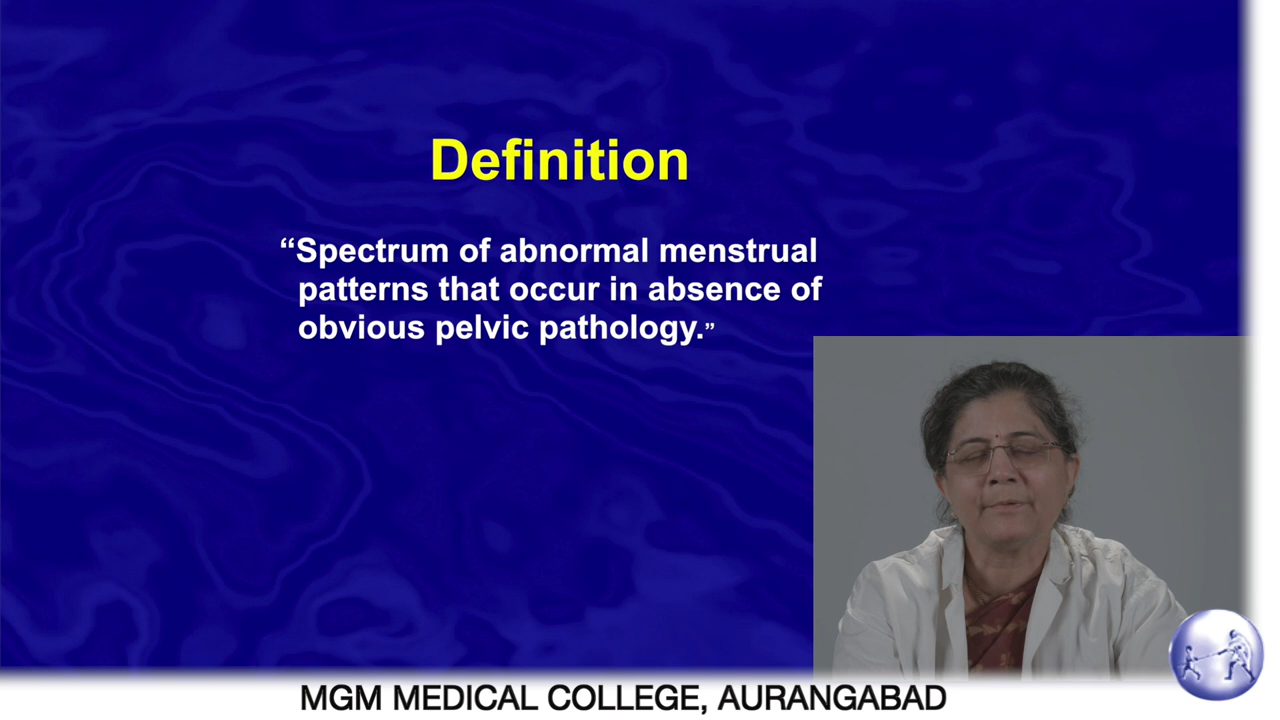 Definition
“Spectrum of abnormal menstrual
patterns that occur in absence of
obvious pelvic pathology.”
MGM MEDICAL COLLEGE, AURANGABAD